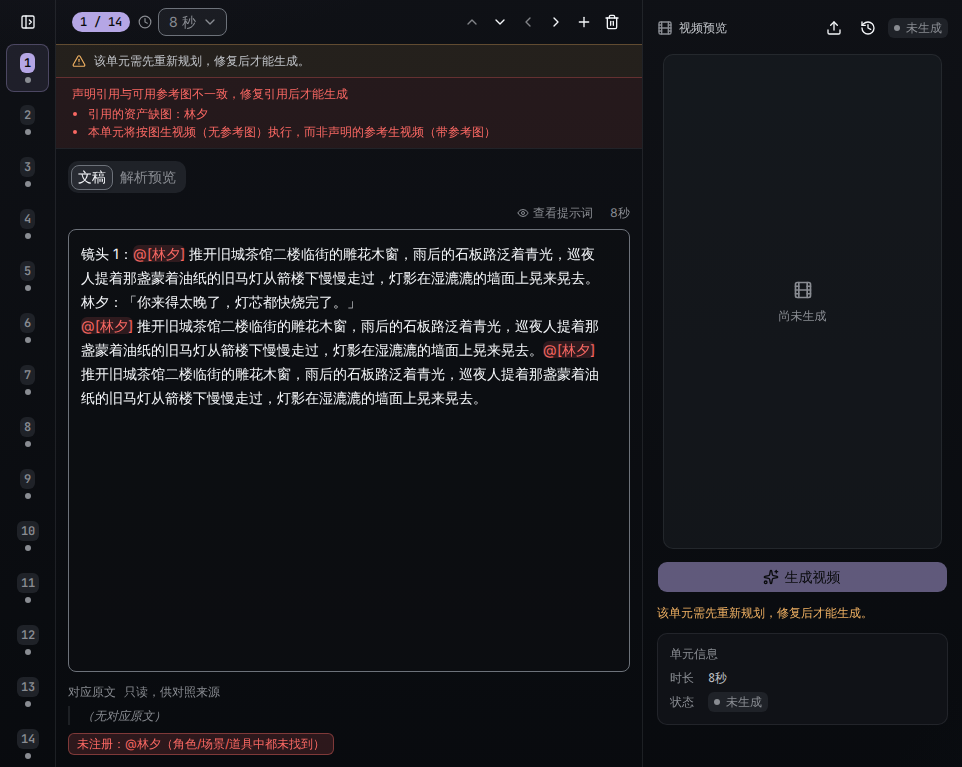 1 / 14
8 秒
视频预览
未生成
1
2
3
4
5
6
7
8
9
10
11
12
13
14
该单元需先重新规划，修复后才能生成。
声明引用与可用参考图不一致，修复引用后才能生成
引用的资产缺图：林夕
本单元将按图生视频（无参考图）执行，而非声明的参考生视频（带参考图）
文稿 解析预览
查看提示词 8秒
镜头 1：@[林夕] 推开旧城茶馆二楼临街的雕花木窗，雨后的石板路泛着青光，巡夜
人提着那盏蒙着油纸的旧马灯从箭楼下慢慢走过，灯影在湿漉漉的墙面上晃来晃去。
林夕：「你来得太晚了，灯芯都快烧完了。」
@[林夕] 推开旧城茶馆二楼临街的雕花木窗，雨后的石板路泛着青光，巡夜人提着那
盏蒙着油纸的旧马灯从箭楼下慢慢走过，灯影在湿漉漉的墙面上晃来晃去。@[林夕]
推开旧城茶馆二楼临街的雕花木窗，雨后的石板路泛着青光，巡夜人提着那盏蒙着油
纸的旧马灯从箭楼下慢慢走过，灯影在湿漉漉的墙面上晃来晃去。
对应原文 只读，供对照来源
（无对应原文）
未注册：@林夕（角色/场景/道具中都未找到）
尚未生成
生成视频
该单元需先重新规划，修复后才能生成。
单元信息
时长 8秒
状态 未生成